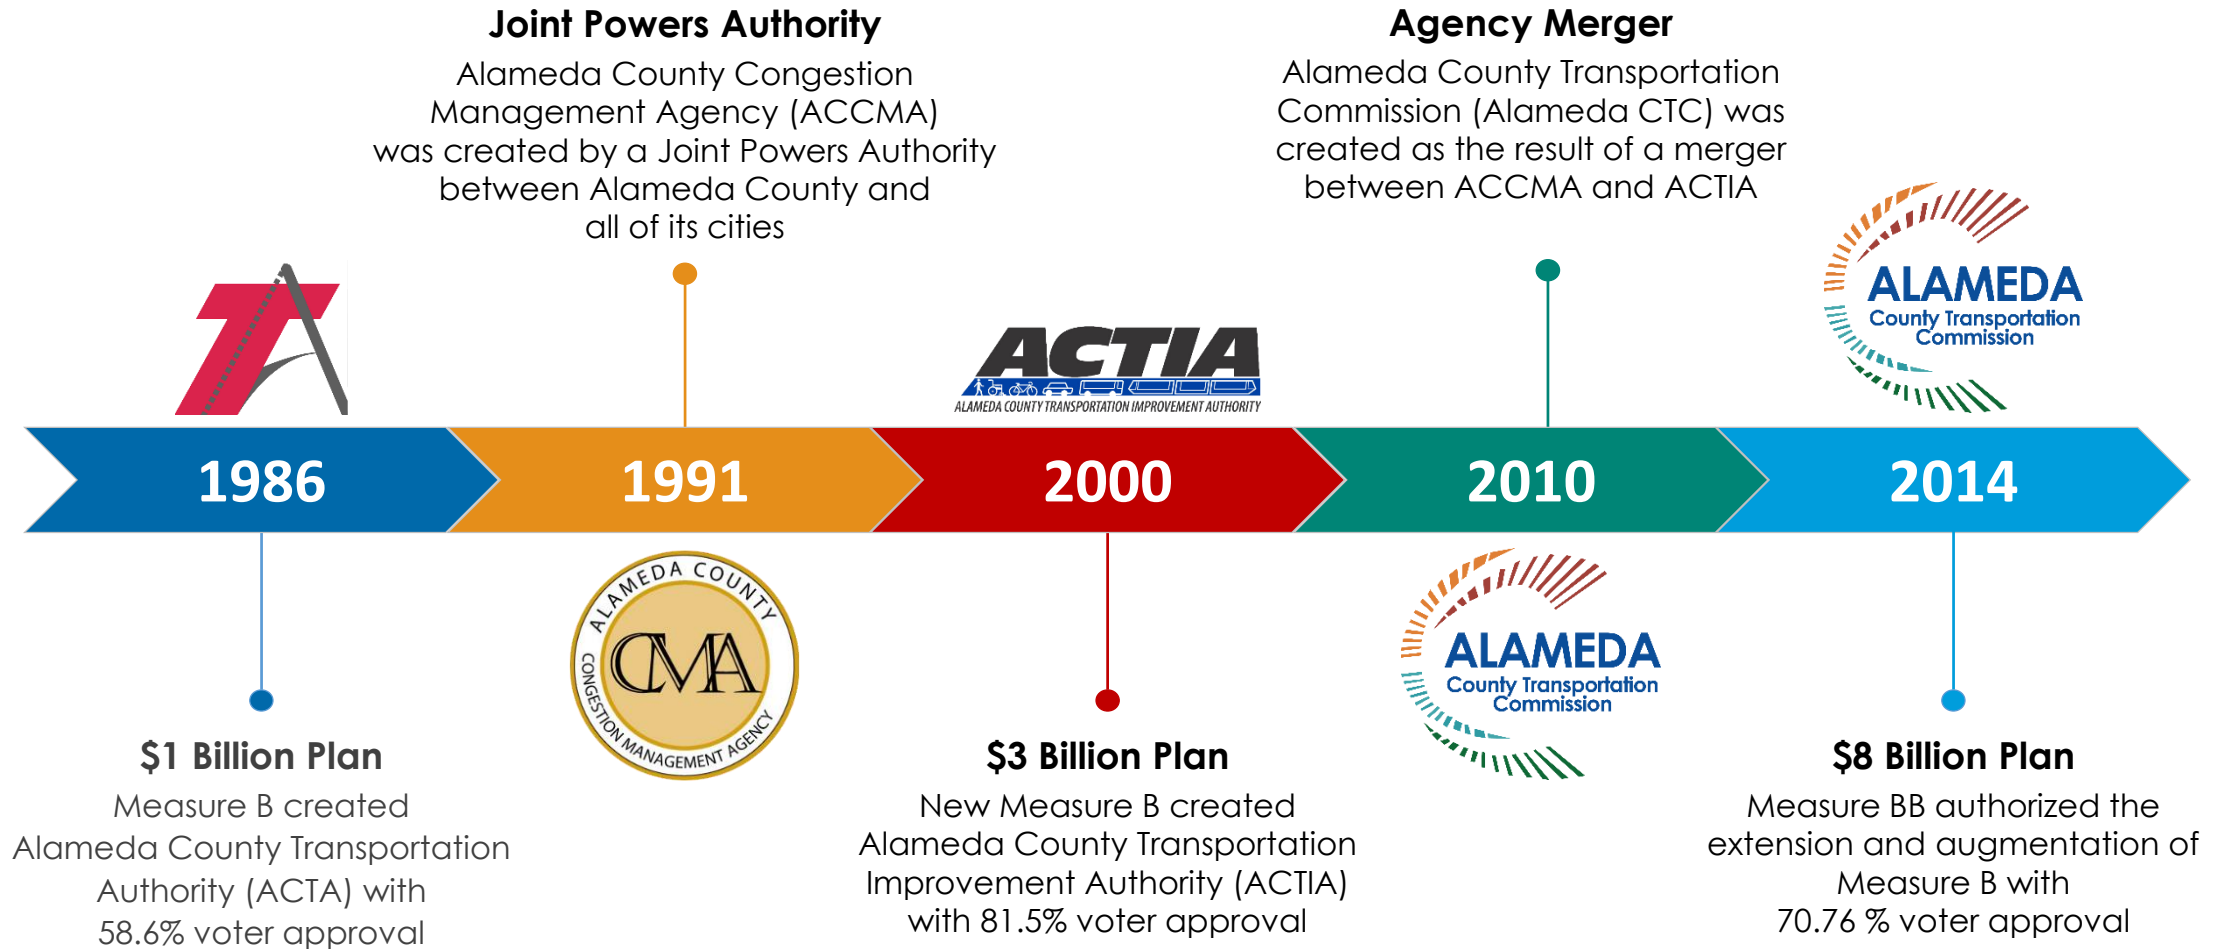 Joint Powers Authority
Alameda County Congestion
Management Agency (ACCMA)
was created by a Joint Powers Authority
between Alameda County and
all of its cities
Agency Merger
Alameda County Transportation
Commission (Alameda CTC) was
created as the result of a merger
between ACCMA and ACTIA
TA
ACTIA
ALAMEDA COUNTY TRANSPORTATION IMPROVEMENT AUTHORITY
ALAMEDA
County Transportation
Commission
1986
1991
2000
2010
2014
ALAMEDA COUNTY
CMA
CONGESTION MANAGEMENT AGENCY
ALAMEDA
County Transportation
Commission
$1 Billion Plan
Measure B created
Alameda County Transportation
Authority (ACTA) with
58.6% voter approval
$3 Billion Plan
New Measure B created
Alameda County Transportation
Improvement Authority (ACTIA)
with 81.5% voter approval
$8 Billion Plan
Measure BB authorized the
extension and augmentation of
Measure B with
70.76 % voter approval